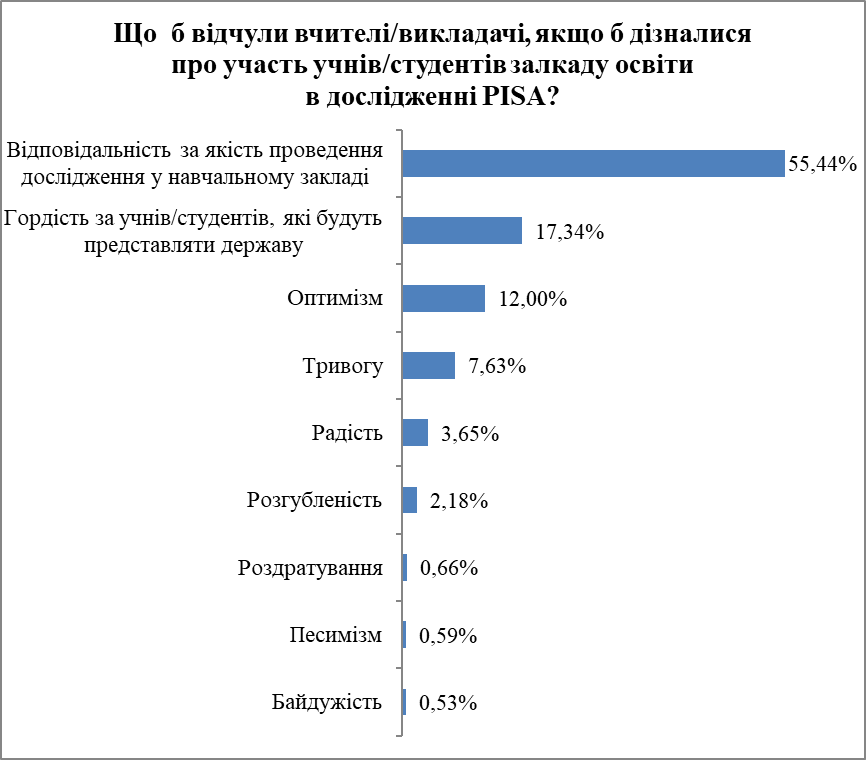 Що б відчули вчителі/викладачі, якщо б дізналися
про участь учнів/студентів залкаду освіти
в дослідженні PISA?
Відповідальність за якість проведення
дослідження у навчальному закладі
55,44%
Гордість за учнів/студентів, які будуть
представляти державу
17,34%
Оптимізм
12,00%
Тривогу
7,63%
Радість
3,65%
Розгубленість
2,18%
Роздратування
0,66%
Песимізм
0,59%
Байдужість
0,53%